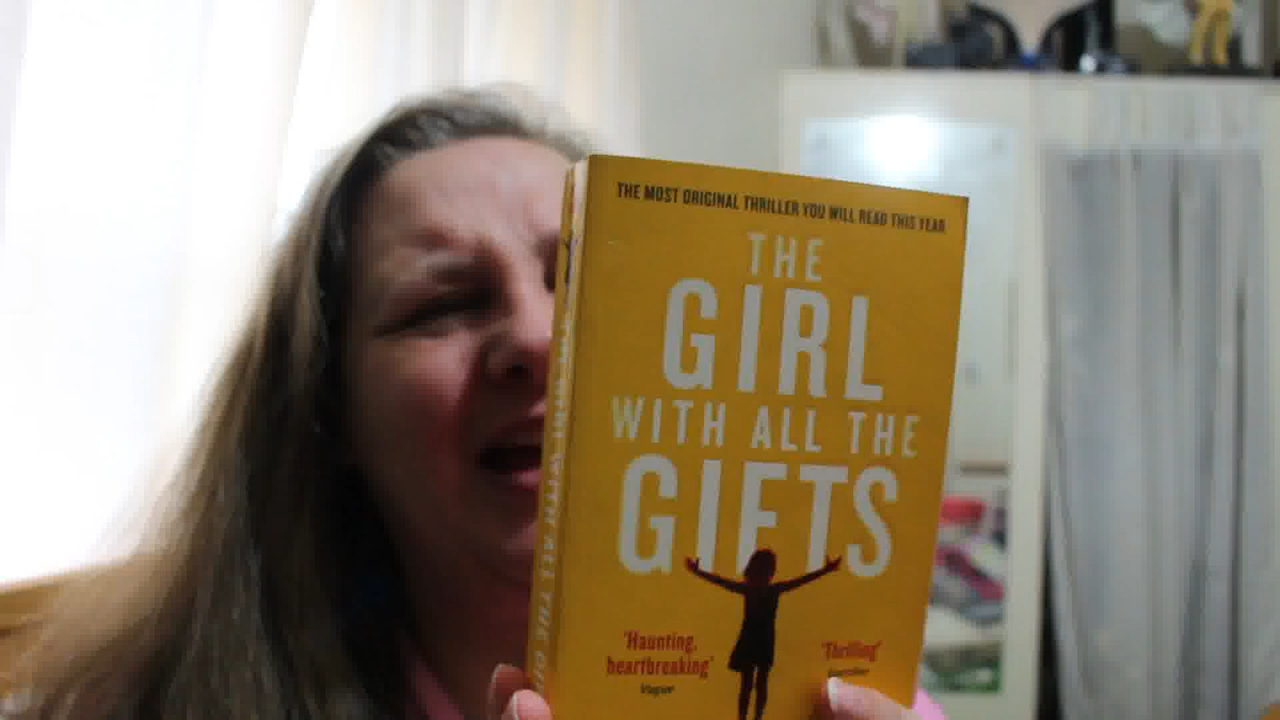 THE MOST ORIGINAL THRILLER YOU WILL READ THIS YEAR
THE
GIRL
WITH ALL THE
GIFTS
'Haunting,
heartbreaking'
Vogue
'Thrilling'